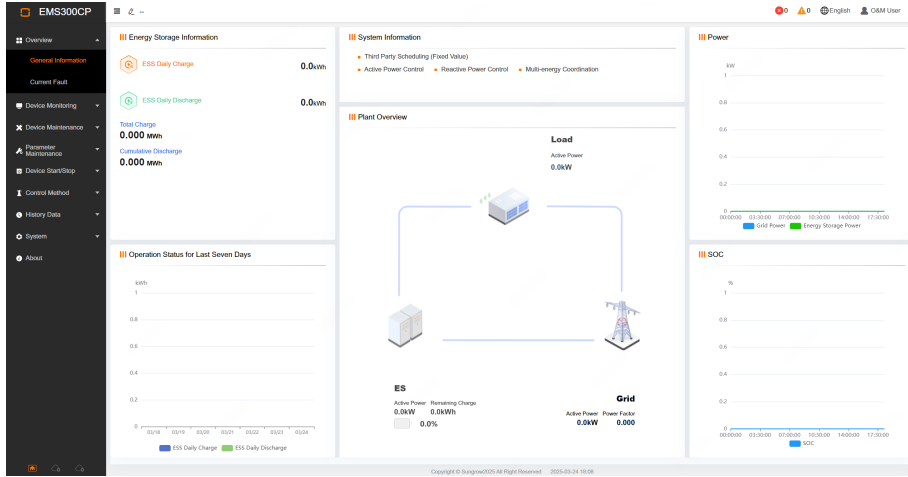 EMS300CP
0
0
English
O&M User
Overview
General Information
Current Fault
Device Monitoring
Device Maintenance
Parameter
Maintenance
Device Start/Stop
Control Method
History Data
System
About
Energy Storage Information
ESS Daily Charge
0.0kWh
ESS Daily Discharge
0.0kWh
Total Charge
0.000 MWh
Cumulative Discharge
0.000 MWh
System Information
Third Party Scheduling (Fixed Value)
Active Power Control Reactive Power Control Multi-energy Coordination
Plant Overview
Load
Active Power
0.0kW
ES
Active Power Remaining Charge
0.0kW 0.0kWh
0.0%
Grid
Active Power Power Factor
0.0kW 0.000
Power
kW
1
0.8
0.6
0.4
0.2
0
00:00:00 03:30:00 07:00:00 10:30:00 14:00:00 17:30:00
Grid Power Energy Storage Power
Operation Status for Last Seven Days
kWh
1
0.8
0.6
0.4
0.2
0
03/18 03/19 03/20 03/21 03/22 03/23 03/24
ESS Daily Charge ESS Daily Discharge
SOC
%
1
0.8
0.6
0.4
0.2
0
00:00:00 03:30:00 07:00:00 10:30:00 14:00:00 17:30:00
SOC
Copyright © Sungrow2025 All Right Reserved 2025-03-24 18:08